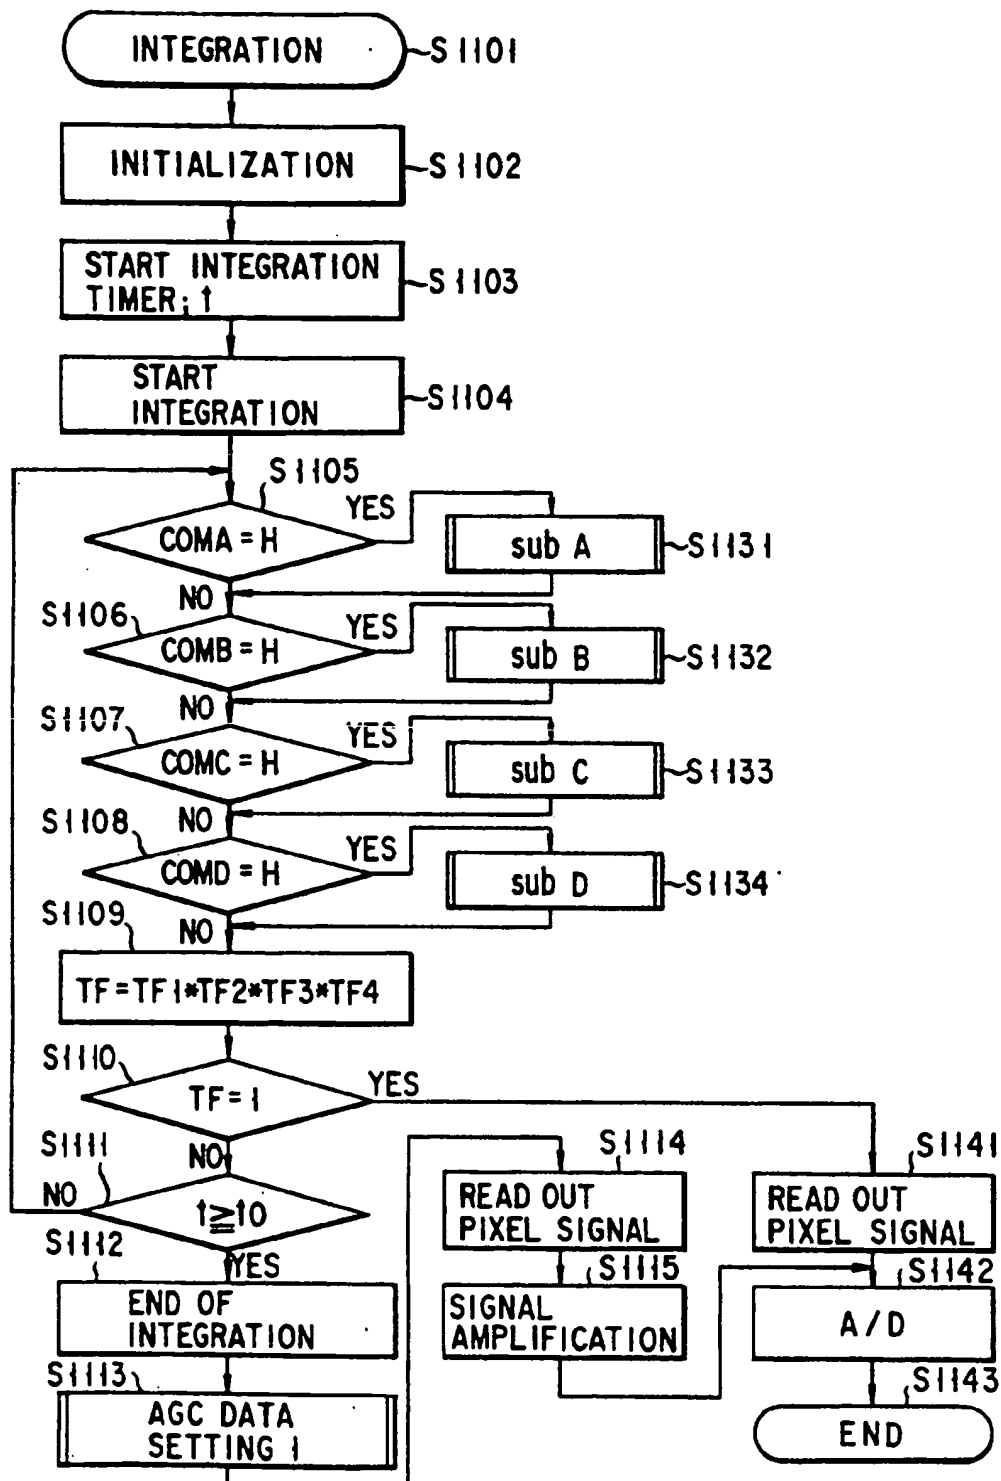 INTEGRATION
S1101
INITIALIZATION
S1102
START INTEGRATION
TIMER; t
S1103
START
INTEGRATION
S1104
S1105
COMA = H
YES
sub A
S1131
NO
S1106
COMB = H
YES
sub B
S1132
NO
S1107
COMC = H
YES
sub C
S1133
NO
S1108
COMD = H
YES
sub D
S1134
NO
S1109
TF=TF1*TF2*TF3*TF4
S1110
TF=1
YES
NO
S1111
NO
t≧t0
YES
S1112
END OF
INTEGRATION
S1113
AGC DATA
SETTING 1
S1114
READ OUT
PIXEL SIGNAL
S1115
SIGNAL
AMPLIFICATION
S1141
READ OUT
PIXEL SIGNAL
S1142
A/D
S1143
END